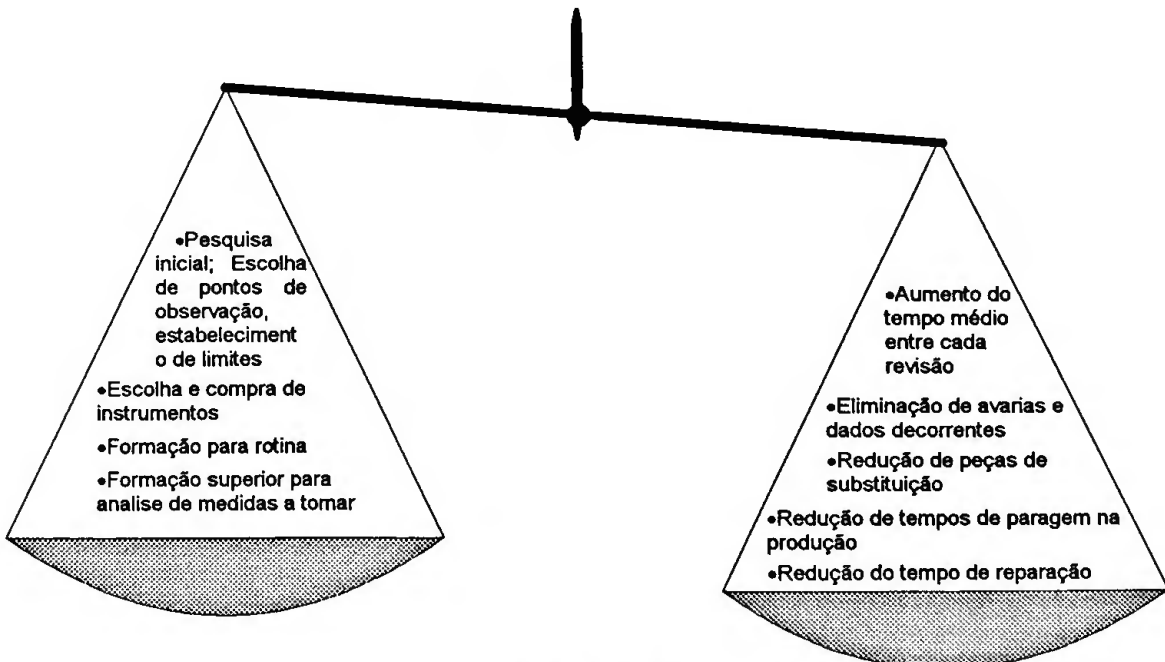 •Pesquisa
inicial; Escolha
de pontos de
observação,
estabeleciment
o de limites
•Escolha e compra de
instrumentos
•Formação para rotina
•Formação superior para
analise de medidas a tomar
•Aumento do
tempo médio
entre cada
revisão
•Eliminação de avarias e
dados decorrentes
•Redução de peças de
substituição
•Redução de tempos de paragem na
produção
•Redução do tempo de reparação